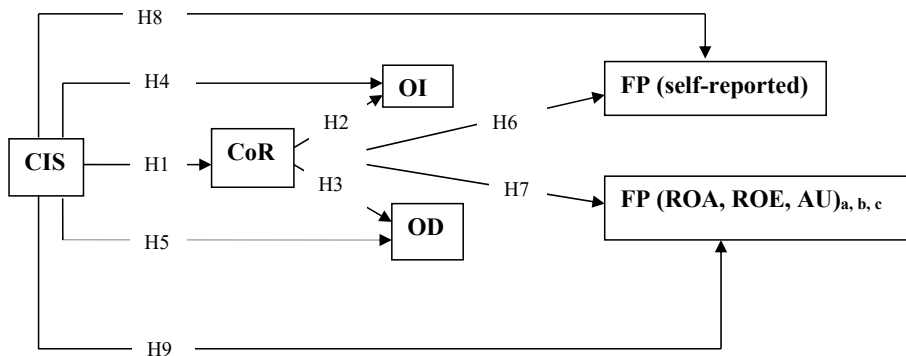 H8
FP (self-reported)
H4
OI
H2
H6
CIS
H1
CoR
H3
H7
FP (ROA, ROE, AU)a, b, c
OD
H5
H9